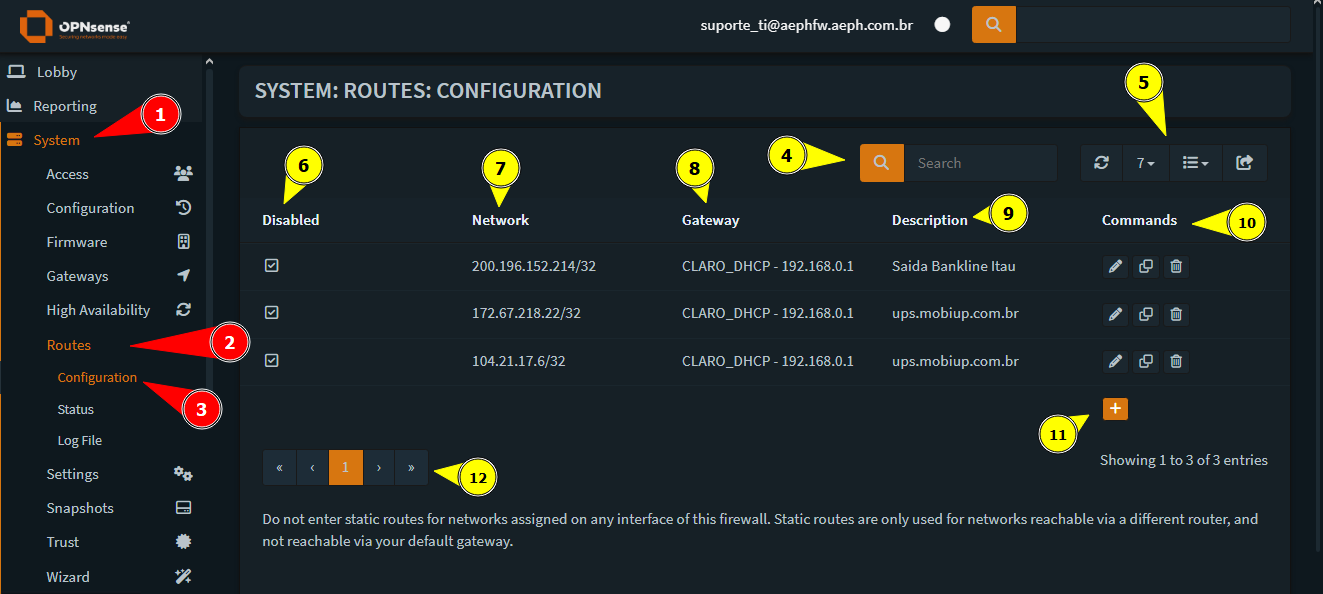 OPNsense®
Securing networks made easy
suporte_ti@aephfw.aeph.com.br
Lobby
Reporting
System
1
Access
Configuration
Firmware
Gateways
High Availability
Routes
2
Configuration
3
Status
Log File
Settings
Snapshots
Trust
Wizard
SYSTEM: ROUTES: CONFIGURATION
5
4
Search
7
6 7 8 9 10
Disabled Network Gateway Description Commands
200.196.152.214/32 CLARO_DHCP - 192.168.0.1 Saida Bankline Itau
172.67.218.22/32 CLARO_DHCP - 192.168.0.1 ups.mobiup.com.br
104.21.17.6/32 CLARO_DHCP - 192.168.0.1 ups.mobiup.com.br
+
11
« ‹ 1 › »
12
Showing 1 to 3 of 3 entries
Do not enter static routes for networks assigned on any interface of this firewall. Static routes are only used for networks reachable via a different router, and
not reachable via your default gateway.